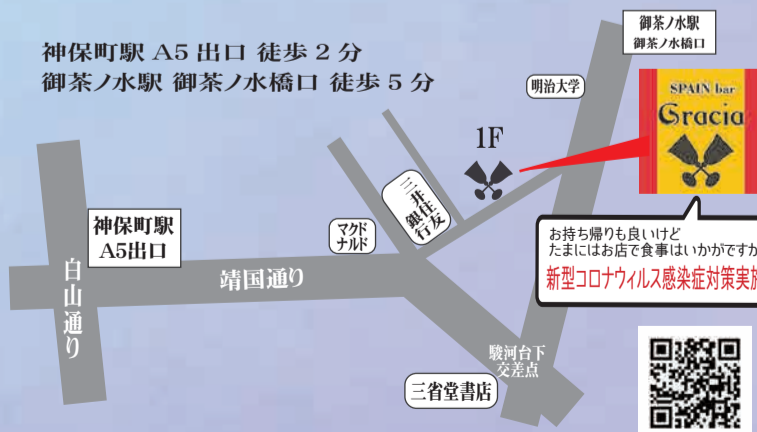 神保町駅 A5 出口 徒歩 2 分
御茶ノ水駅 御茶ノ水橋口 徒歩 5 分
御茶ノ水駅
御茶ノ水橋口
明治大学
SPAIN bar
Gracia
1F
三井
住友
銀行
マクド
ナルド
神保町駅
A5出口
お持ち帰りも良いけど
たまにはお店で食事はいかがですか
新型コロナウィルス感染症対策実施
白山通り
靖国通り
駿河台下
交差点
三省堂書店